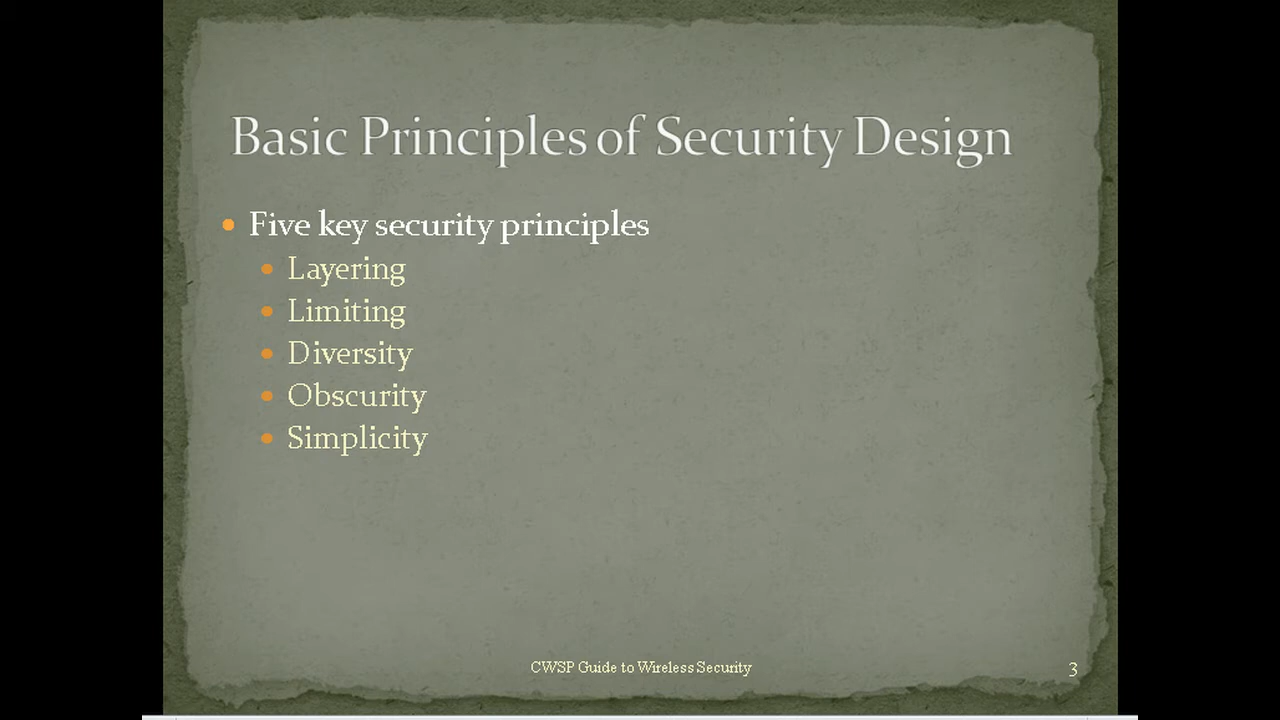 Basic Principles of Security Design
Five key security principles
Layering
Limiting
Diversity
Obscurity
Simplicity
CWSP Guide to Wireless Security
3